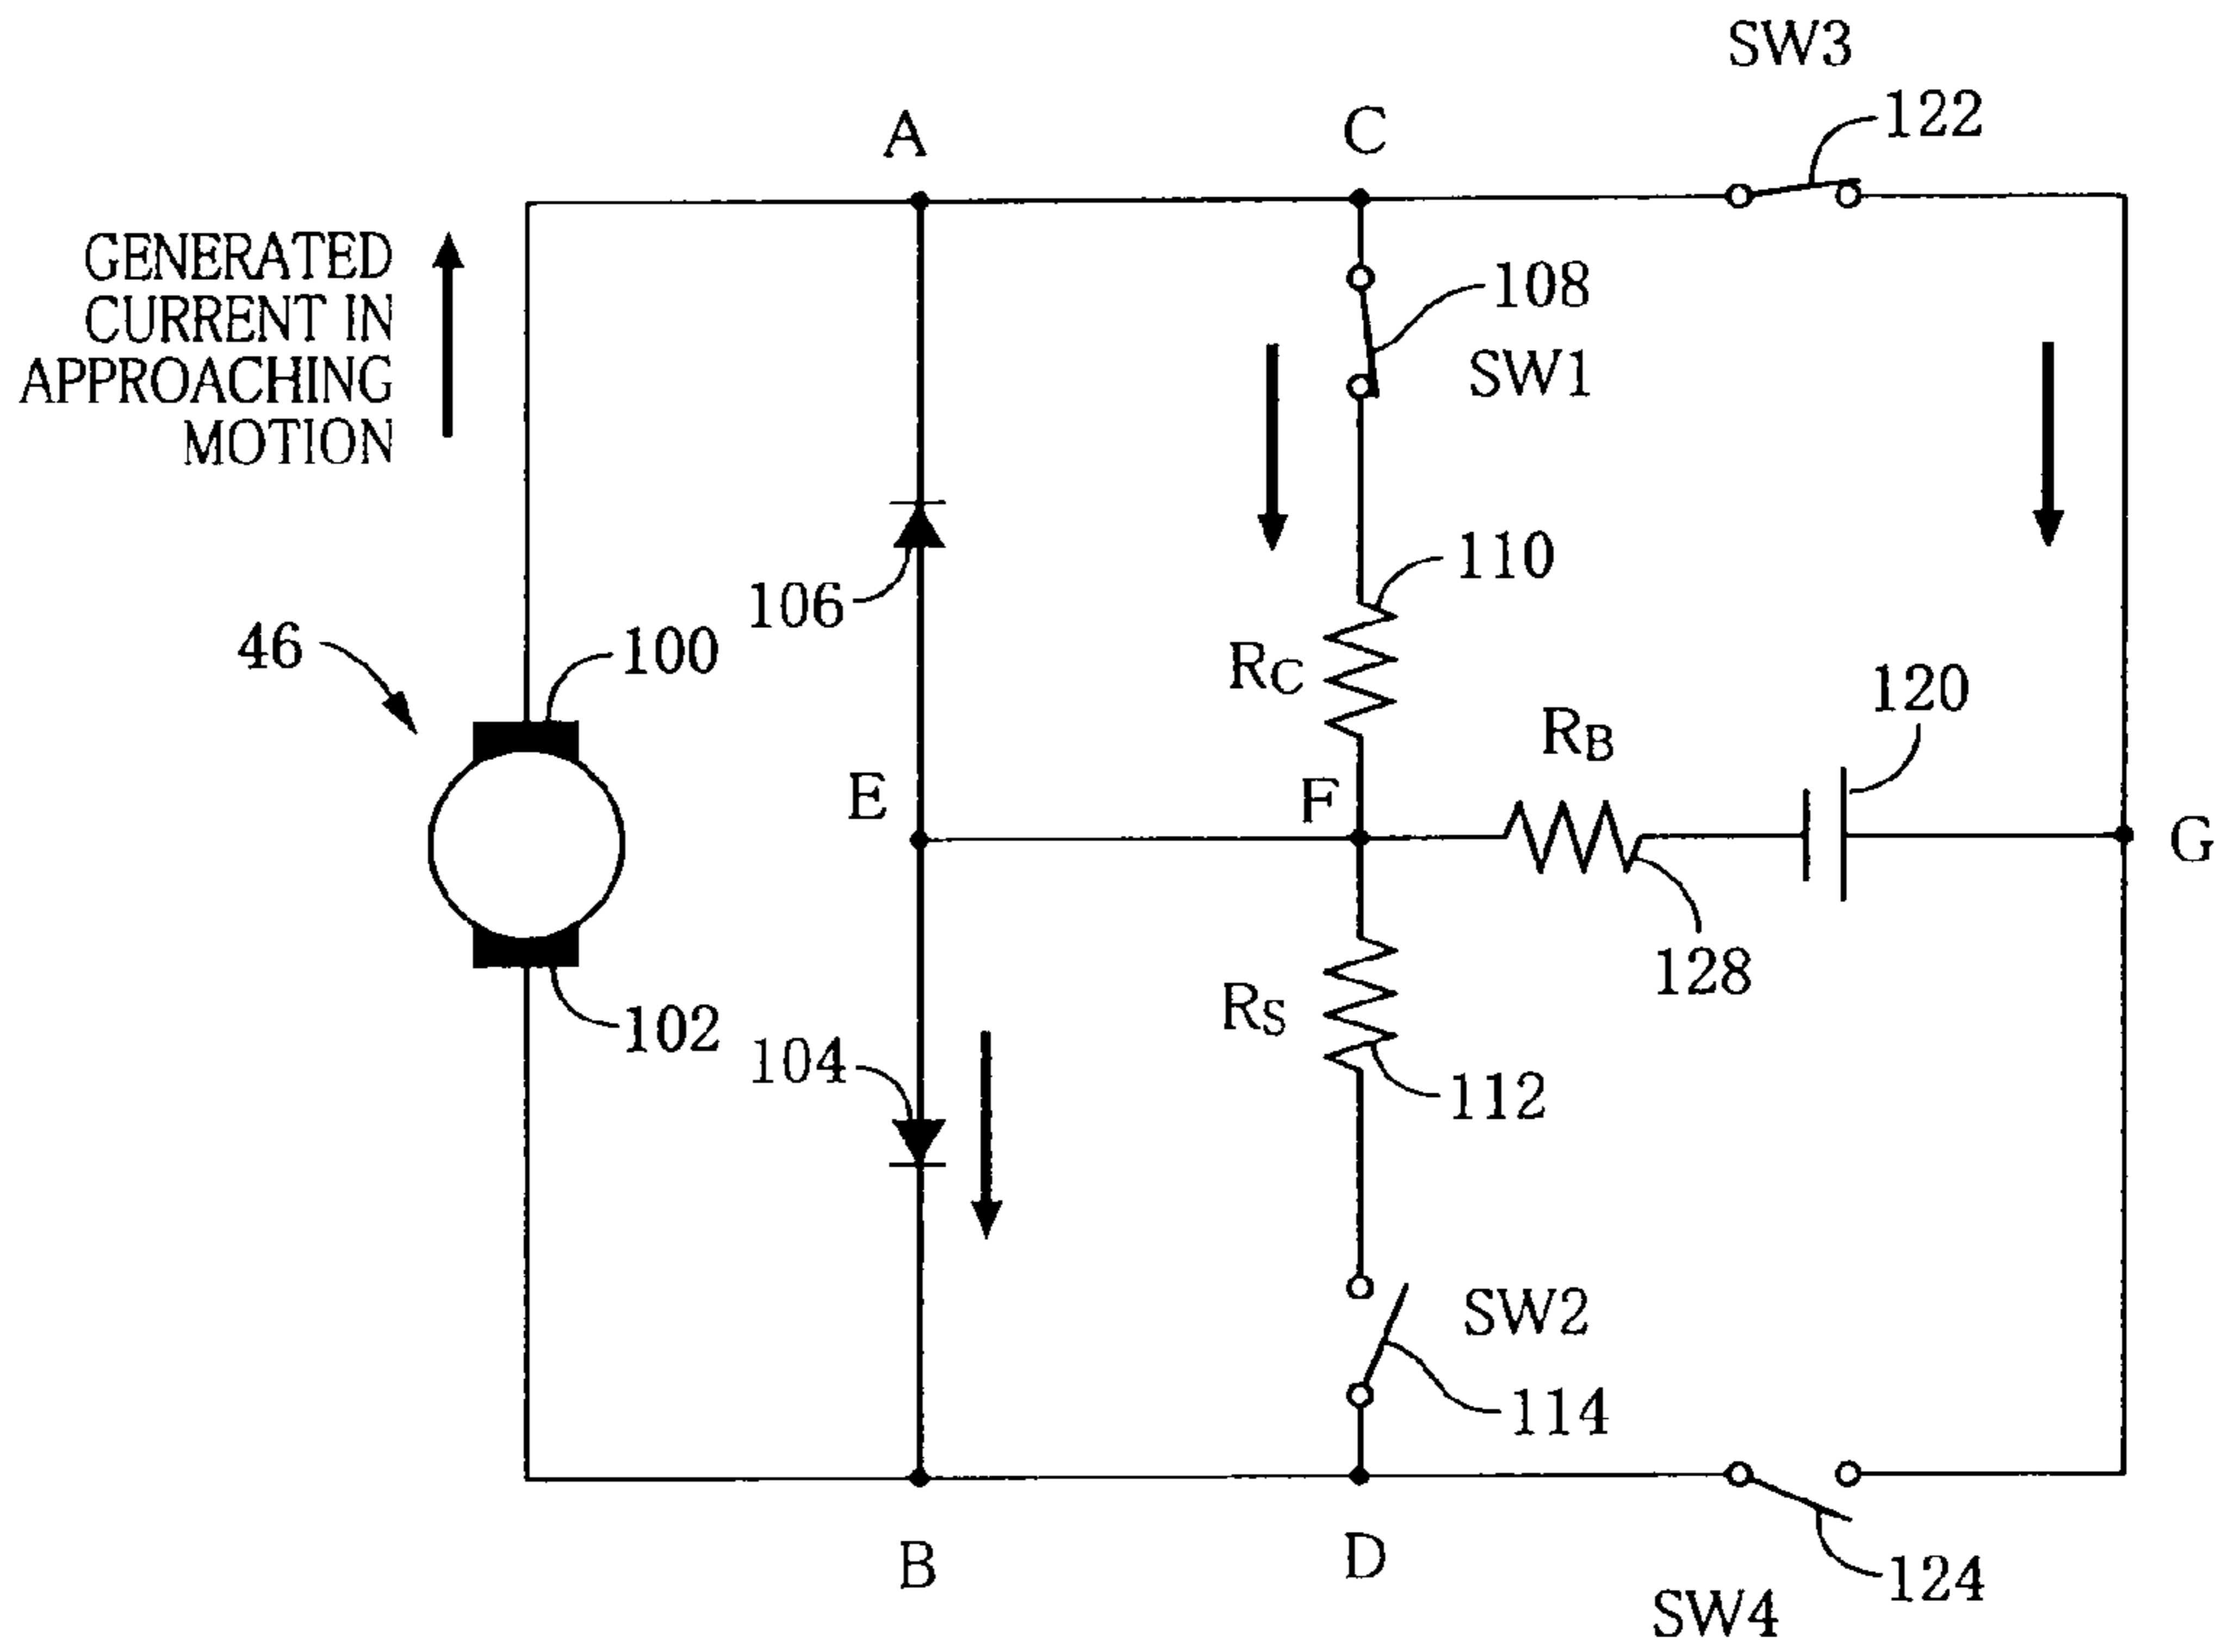 SW3
122
A
C
GENERATED
CURRENT IN
APPROACHING
MOTION
108
SW1
110
106
46
100
RC
120
RB
E
F
G
128
102
104
RS
112
SW2
114
B
D
124
SW4